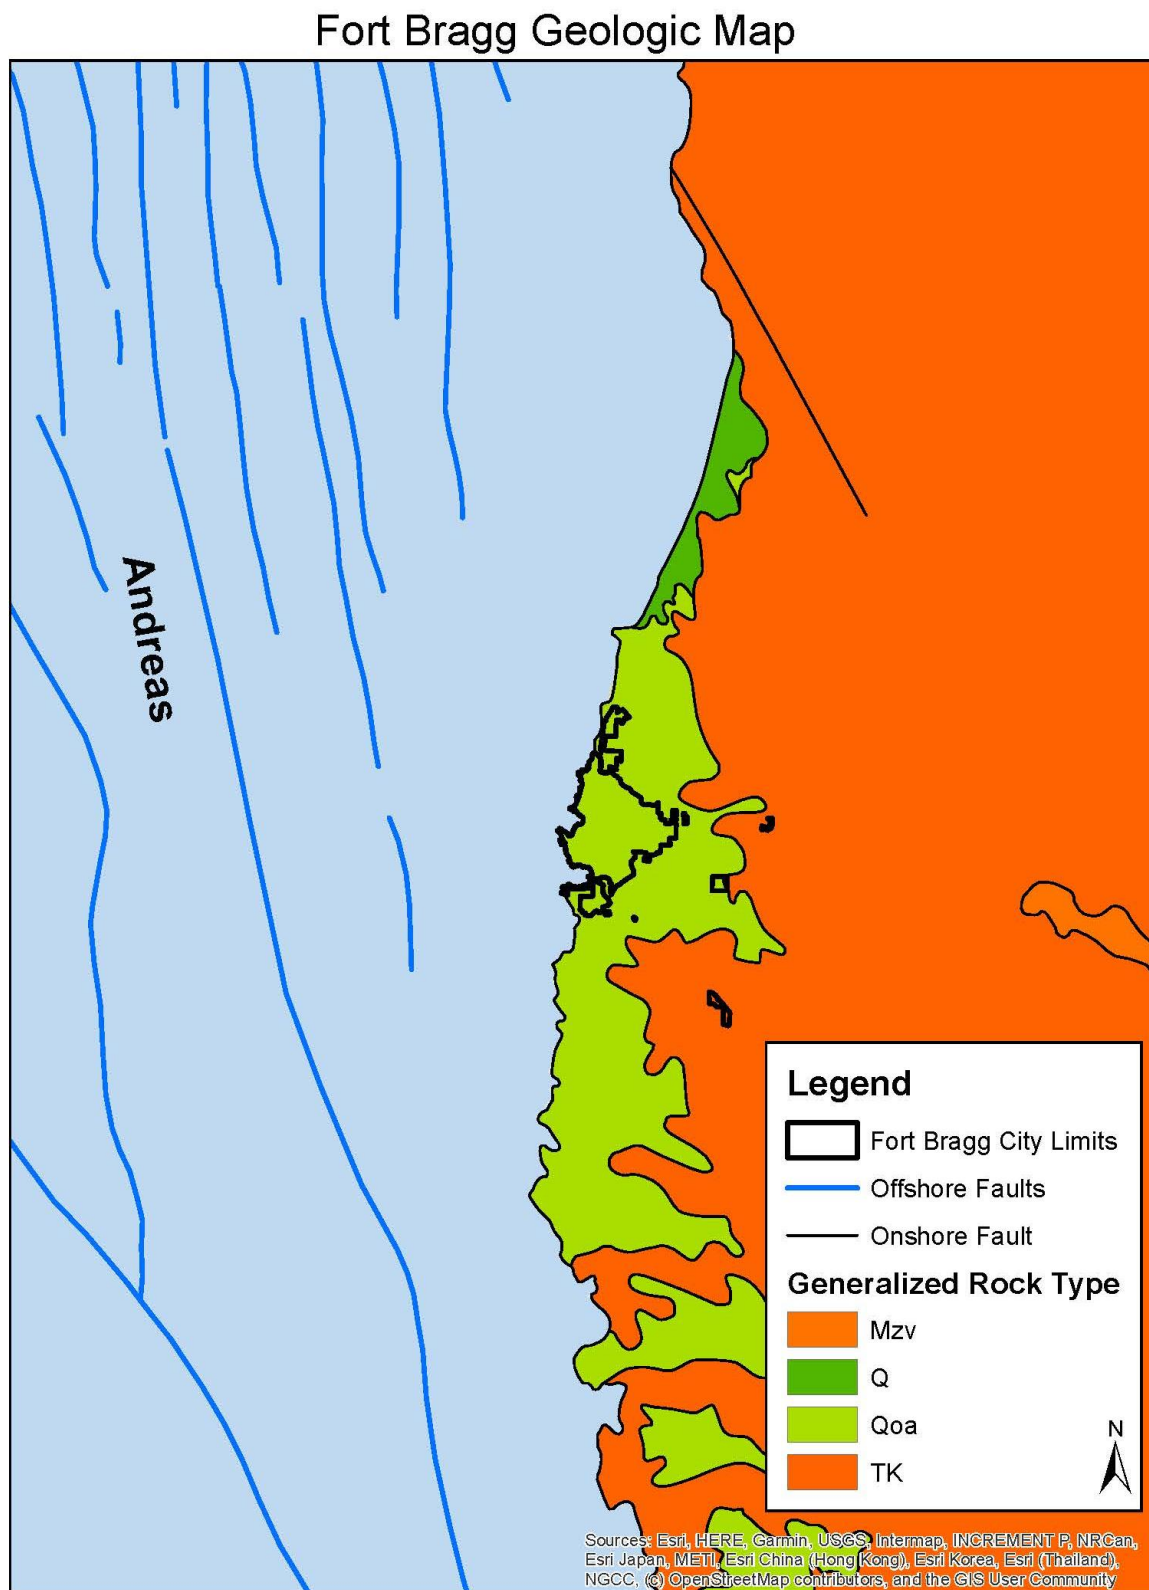 Fort Bragg Geologic Map
Andreas
Legend
Fort Bragg City Limits
Offshore Faults
Onshore Fault
Generalized Rock Type
Mzv
Q
Qoa
TK
N
Sources: Esri, HERE, Garmin, USGS, Intermap, INCREMENT P, NRCan,
Esri Japan, METI, Esri China (Hong Kong), Esri Korea, Esri (Thailand),
NGCC, (c) OpenStreetMap contributors, and the GIS User Community